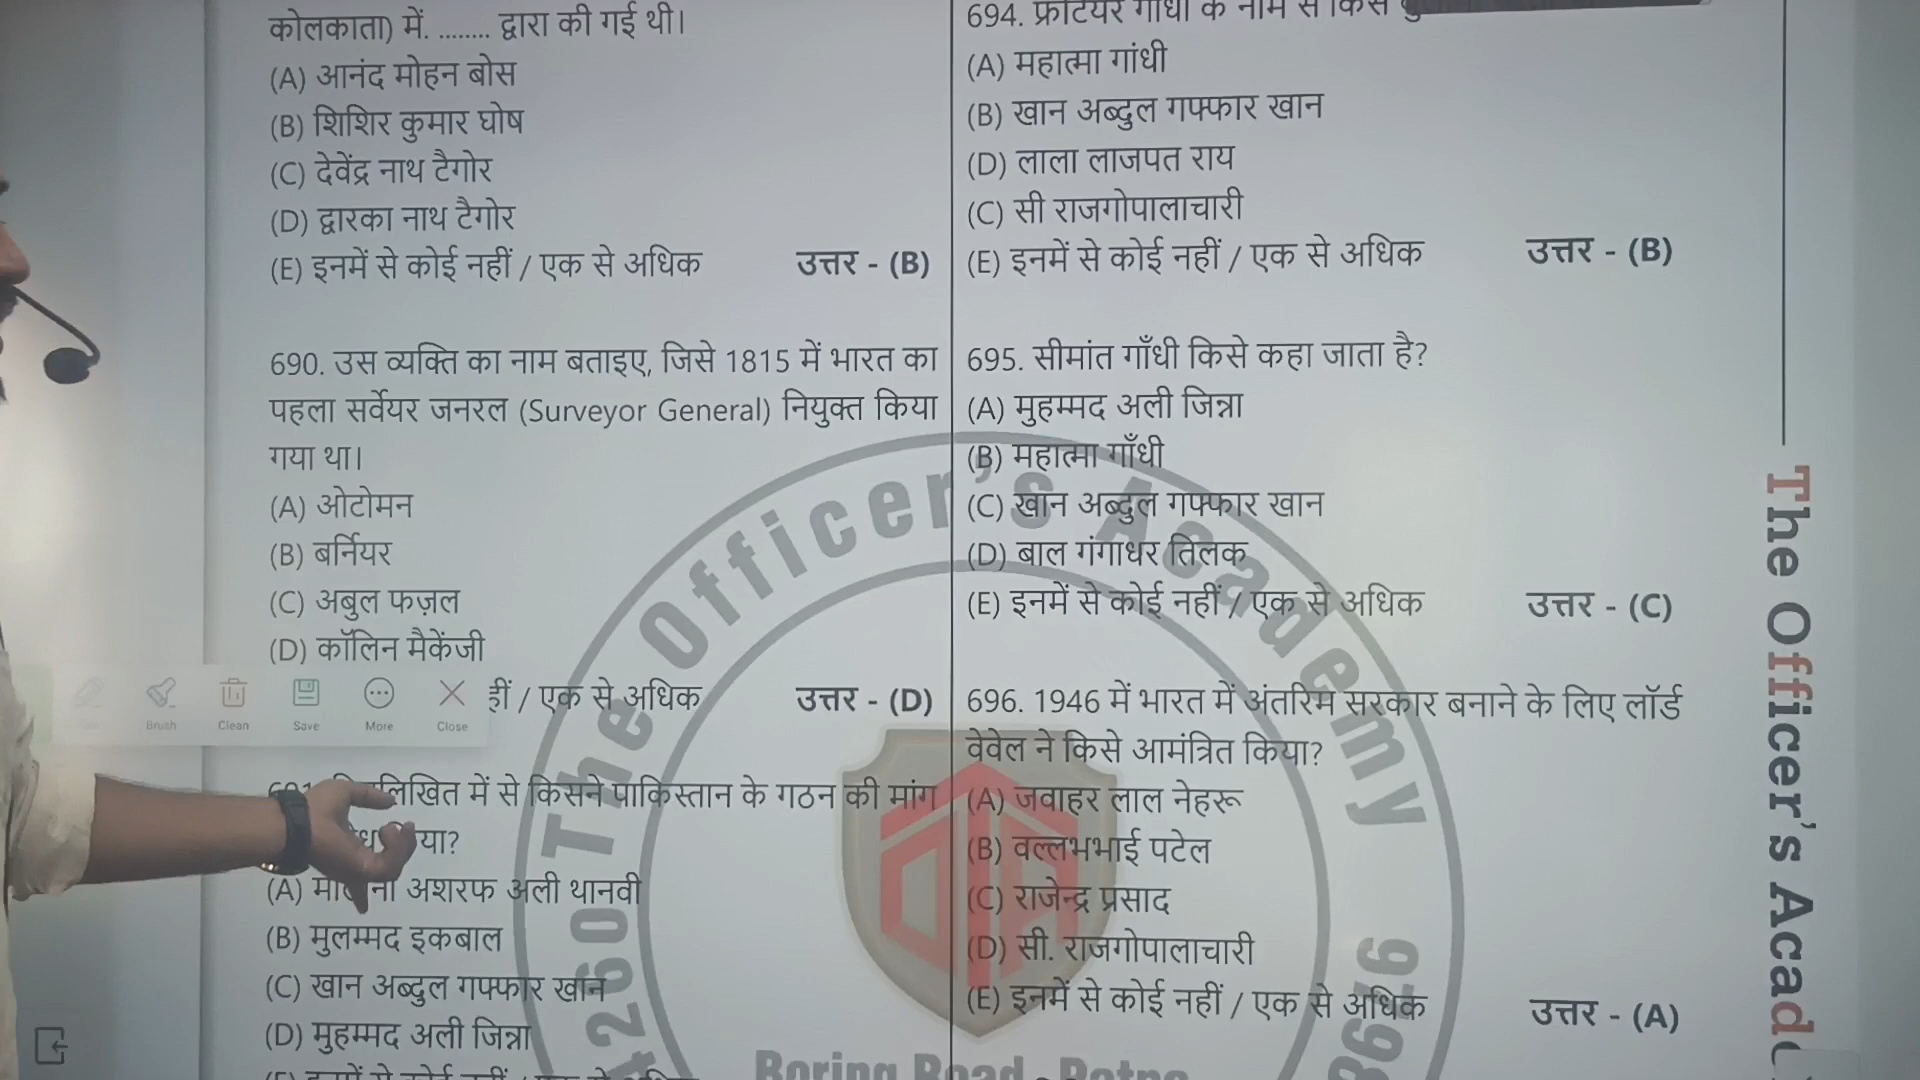 कोलकाता) में. ........ द्वारा की गई थी।
(A) आनंद मोहन बोस
(B) शिशिर कुमार घोष
(C) देवेंद्र नाथ टैगोर
(D) द्वारका नाथ टैगोर
(E) इनमें से कोई नहीं / एक से अधिक उत्तर - (B)
690. उस व्यक्ति का नाम बताइए, जिसे 1815 में भारत का
पहला सर्वेयर जनरल (Surveyor General) नियुक्त किया
गया था।
(A) ओटोमन
(B) बर्नियर
(C) अबुल फज़ल
(D) कॉलिन मैकेंजी
हीं / एक से अधिक उत्तर - (D)
Brush Clean Save More Close
में से किसने पाकिस्तान के गठन की मांग
(A) अशरफ अली थानवी
(B) मुलम्मद इकबाल
(C) खान अब्दुल गफ्फार खान
(D) मुहम्मद अली जिन्ना
694. फ्रंटियर गांधी के नाम से किसे
(A) महात्मा गांधी
(B) खान अब्दुल गफ्फार खान
(D) लाला लाजपत राय
(C) सी राजगोपालाचारी
(E) इनमें से कोई नहीं / एक से अधिक उत्तर - (B)
695. सीमांत गाँधी किसे कहा जाता है?
(A) मुहम्मद अली जिन्ना
(B) महात्मा गाँधी
(C) खान अब्दुल गफ्फार खान
(D) बाल गंगाधर तिलक
(E) इनमें से कोई नहीं / एक से अधिक उत्तर - (C)
696. 1946 में भारत में अंतरिम सरकार बनाने के लिए लॉर्ड
वेवेल ने किसे आमंत्रित किया?
(A) जवाहर लाल नेहरू
(B) वल्लभभाई पटेल
(C) राजेन्द्र प्रसाद
(D) सी. राजगोपालाचारी
(E) इनमें से कोई नहीं / एक से अधिक उत्तर - (A)
The Officer's Academy
Boring Road
The Officer's